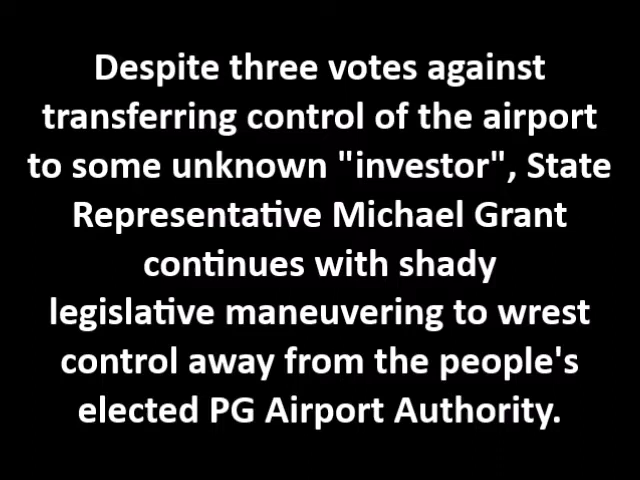 Despite three votes against
transferring control of the airport
to some unknown "investor", State
Representative Michael Grant
continues with shady
legislative maneuvering to wrest
control away from the people's
elected PG Airport Authority.